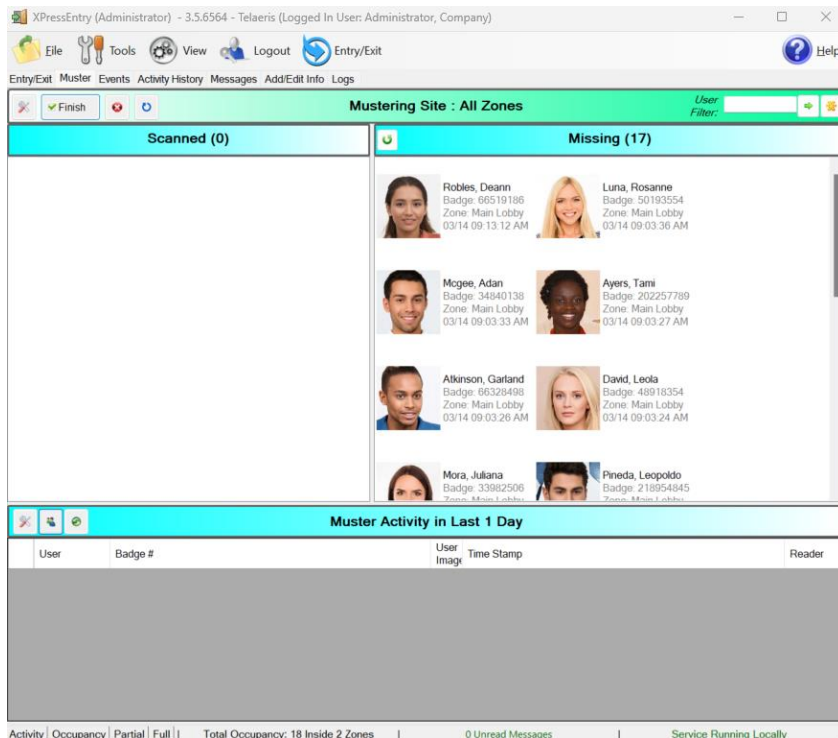 XPressEntry (Administrator) - 3.5.6564 - Telaeris (Logged In User: Administrator, Company)
File Tools View Logout Entry/Exit Help
Entry/Exit Muster Events Activity History Messages Add/Edit Info Logs
Finish Mustering Site : All Zones User Filter:
Scanned (0) Missing (17)
Robles, Deann
Badge: 66519186
Zone: Main Lobby
03/14 09:13:12 AM
Luna, Rosanne
Badge: 50193554
Zone: Main Lobby
03/14 09:03:36 AM
Mcgee, Adan
Badge: 34840138
Zone: Main Lobby
03/14 09:03:33 AM
Ayers, Tami
Badge: 202257789
Zone: Main Lobby
03/14 09:03:27 AM
Atkinson, Garland
Badge: 66328498
Zone: Main Lobby
03/14 09:03:26 AM
David, Leola
Badge: 48918354
Zone: Main Lobby
03/14 09:03:24 AM
Mora, Juliana
Badge: 33982506
Zone: Main Lobby
Pineda, Leopoldo
Badge: 218954845
Zone: Main Lobby
Muster Activity in Last 1 Day
User Badge # User Image Time Stamp Reader
Activity Occupancy Partial Full Total Occupancy: 18 Inside 2 Zones 0 Unread Messages Service Running Locally